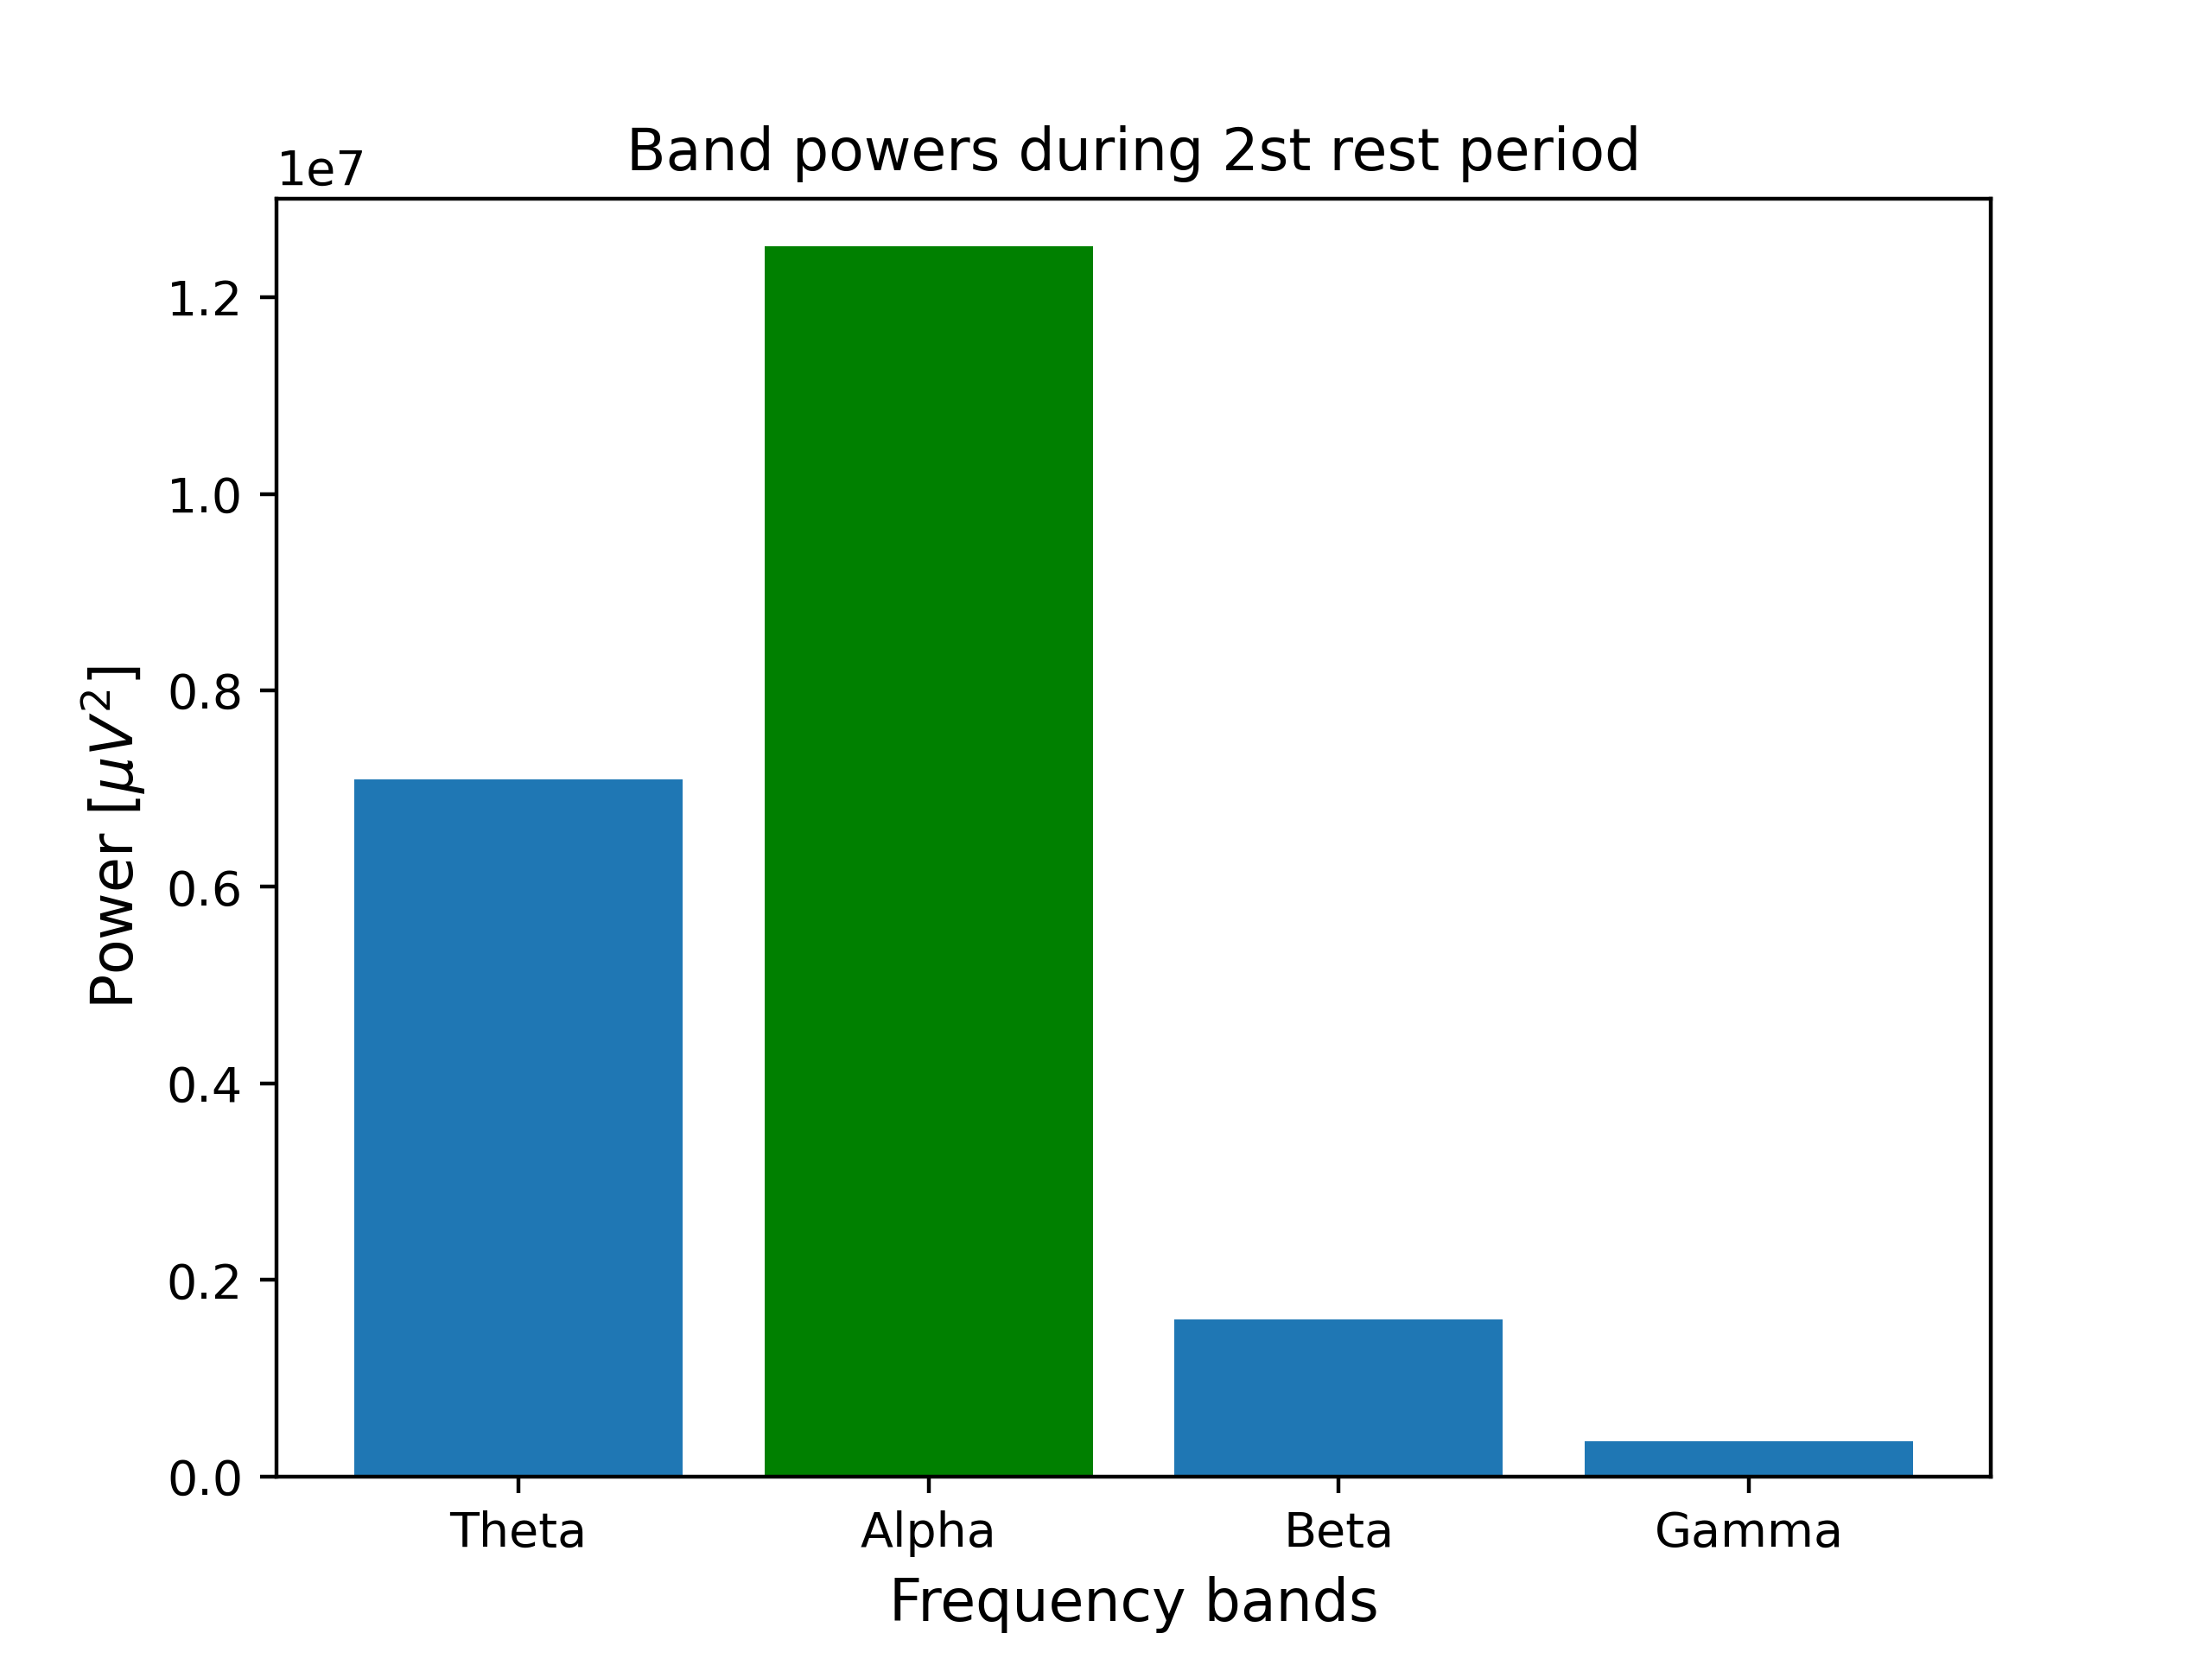 Band powers during 2st rest period
1e7
1.2
1.0
0.8
0.6
0.4
0.2
0.0
Power [μV²]
Theta Alpha Beta Gamma
Frequency bands